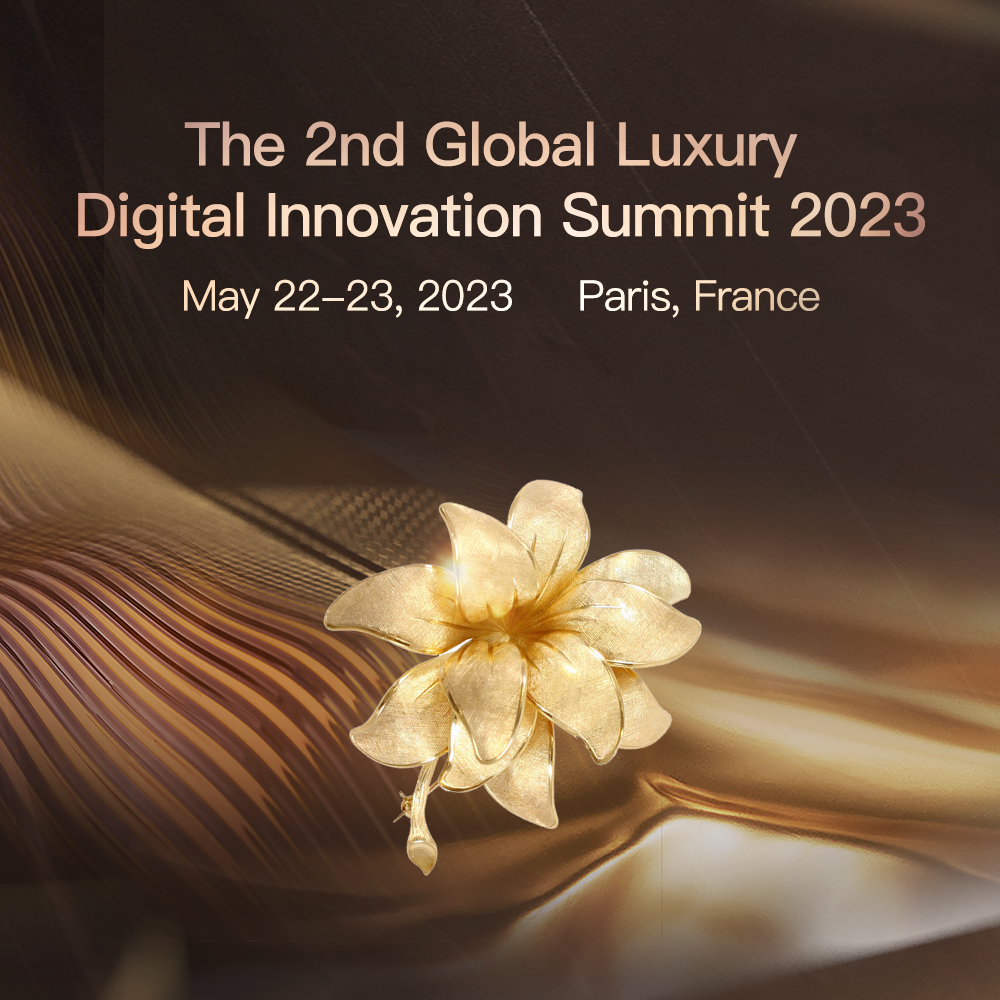 The 2nd Global Luxury
Digital Innovation Summit 2023
May 22–23, 2023 Paris, France